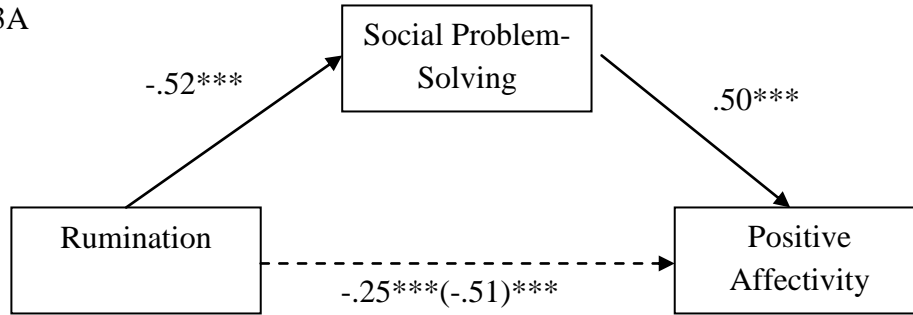 3A
Social Problem-
Solving
-.52***
.50***
Rumination
Positive
Affectivity
-.25***(-.51)***